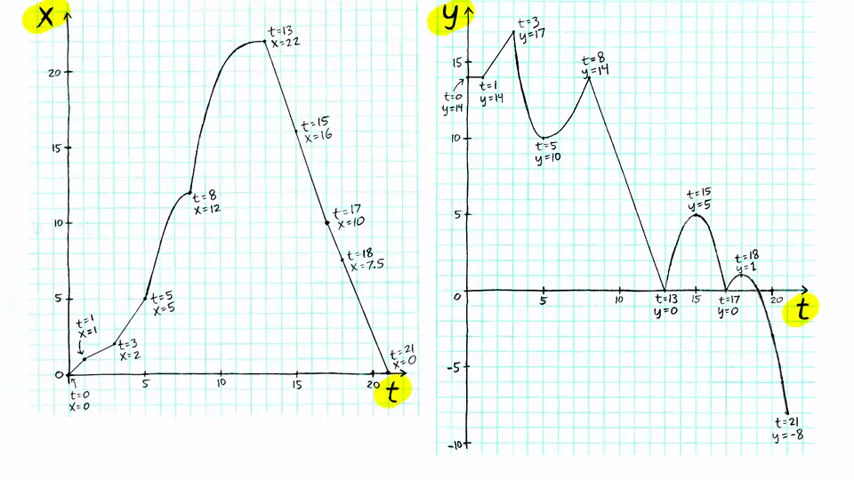 x
t=13
x=22
20
t=15
x=16
15
t=8
x=12
t=17
x=10
10
t=18
x=7.5
5
t=5
x=5
t=1
x=1
t=3
x=2
t=21
x=0
0
5
10
15
20
t
t=0
x=0
y
t=3
y=17
15
t=8
y=14
t=0
y=14
t=1
y=14
10
t=5
y=10
5
t=15
y=5
t=18
y=1
0
5
10
15
20
t
t=13
y=0
t=17
y=0
-5
t=21
y=-8
-10